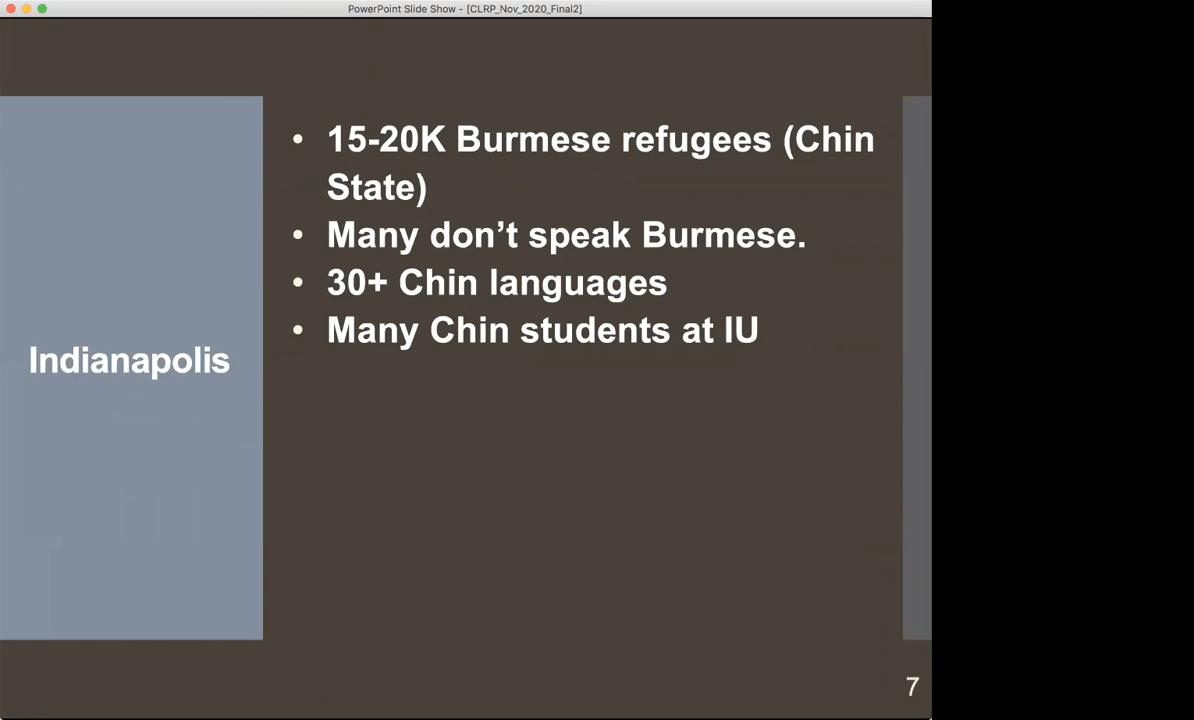 PowerPoint Slide Show - [CLRP_Nov_2020_Final2]
Indianapolis
• 15-20K Burmese refugees (Chin
State)
• Many don’t speak Burmese.
• 30+ Chin languages
• Many Chin students at IU
7